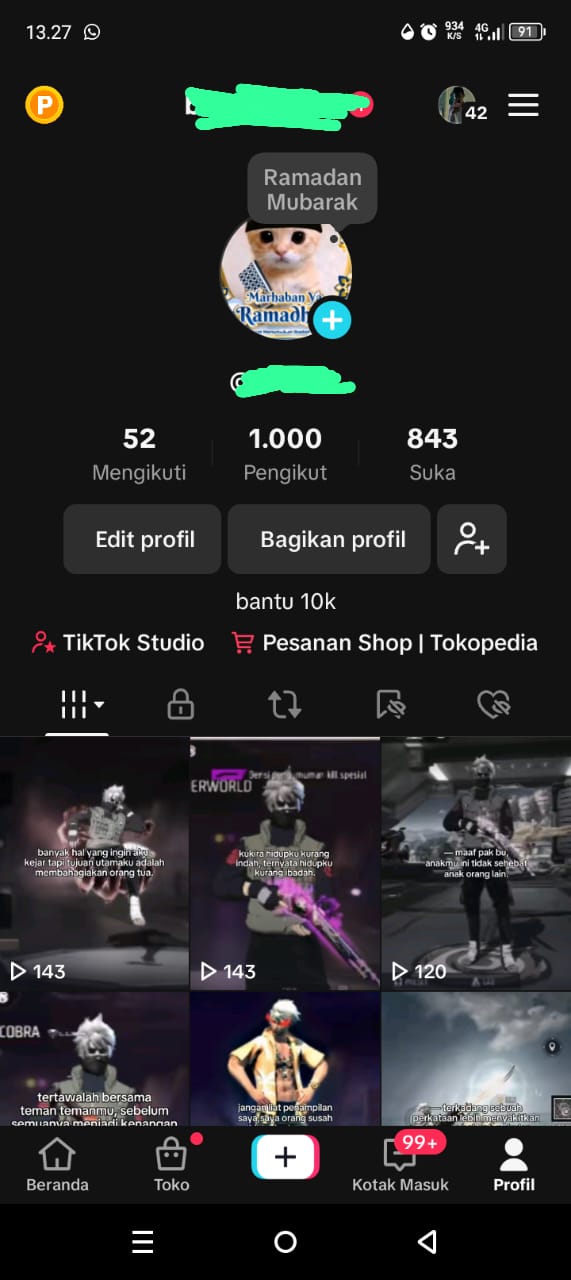 13.27
934
K/S
4G
91
P
42
Ramadan
Mubarak
Marhaban Ya
Ramadh
52
1.000
843
Mengikuti
Pengikut
Suka
Edit profil
Bagikan profil
bantu 10k
TikTok Studio
Pesanan Shop | Tokopedia
banyak hal yang ingin aku
kejar tapi tujuan utamaku adalah
membahagiakan orang tua.
143
ERWORLD
kukira hidupku kurang
indah, ternyata hidupku
kurang ibadah.
143
— maaf pak bu,
anakmu ini tidak sehebat
anak orang lain.
120
COBRA
tertawalah bersama
teman temanmu, sebelum
semuanya menjadi kenangan
jangan liat penampilan
saya,saya orang susah
— terkadang sebuah
perkataan lebih menyakitkan
99+
Beranda
Toko
Kotak Masuk
Profil